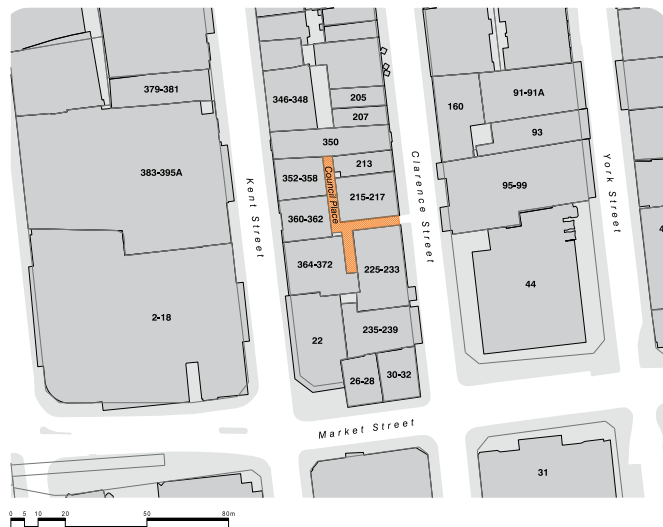 379-381
346-348
205
207
160
91-91A
93
350
383-395A
213
352-358
Council Place
215-217
95-99
Kent Street
Clarence Street
York Street
360-362
364-372
225-233
44
2-18
22
235-239
26-28
30-32
Market Street
31
0 5 10 20 50 80m